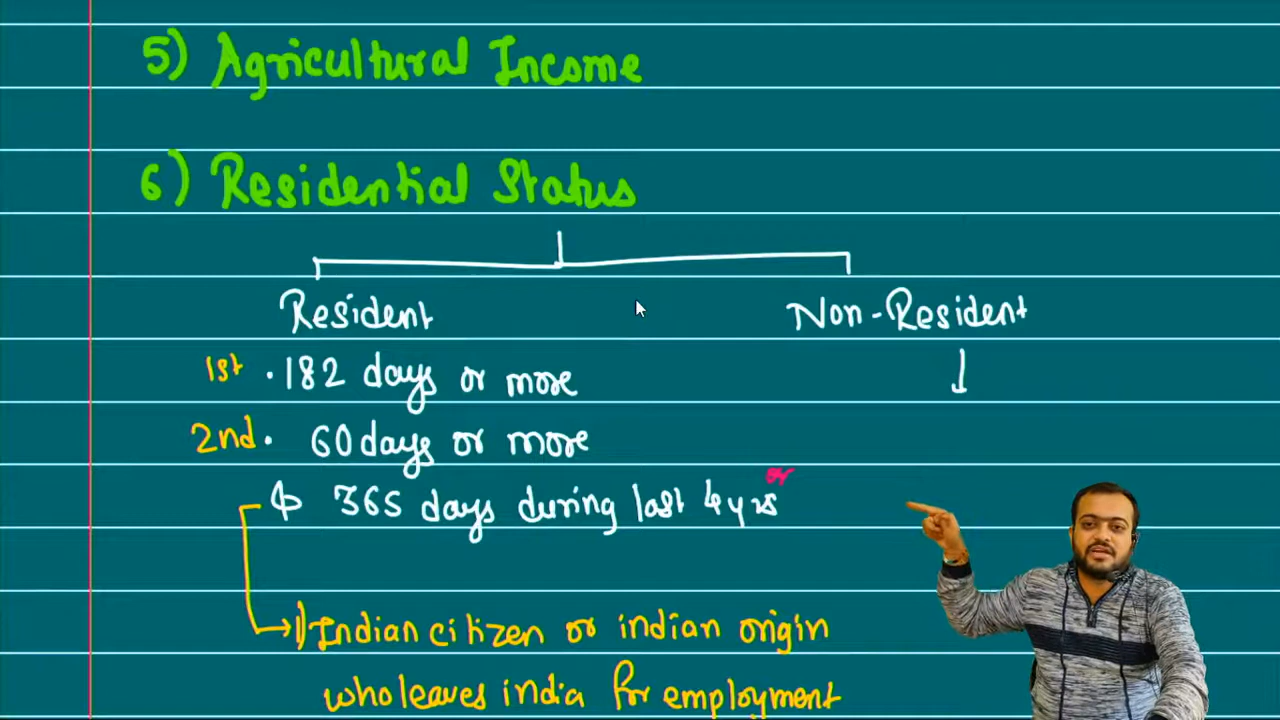 5) Agricultural Income
6) Residential Status
Resident Non-Resident
1st • 182 days or more
2nd • 60 days or more
or
& 365 days during last 4 yrs
1) Indian citizen or indian origin
who leaves india for employment